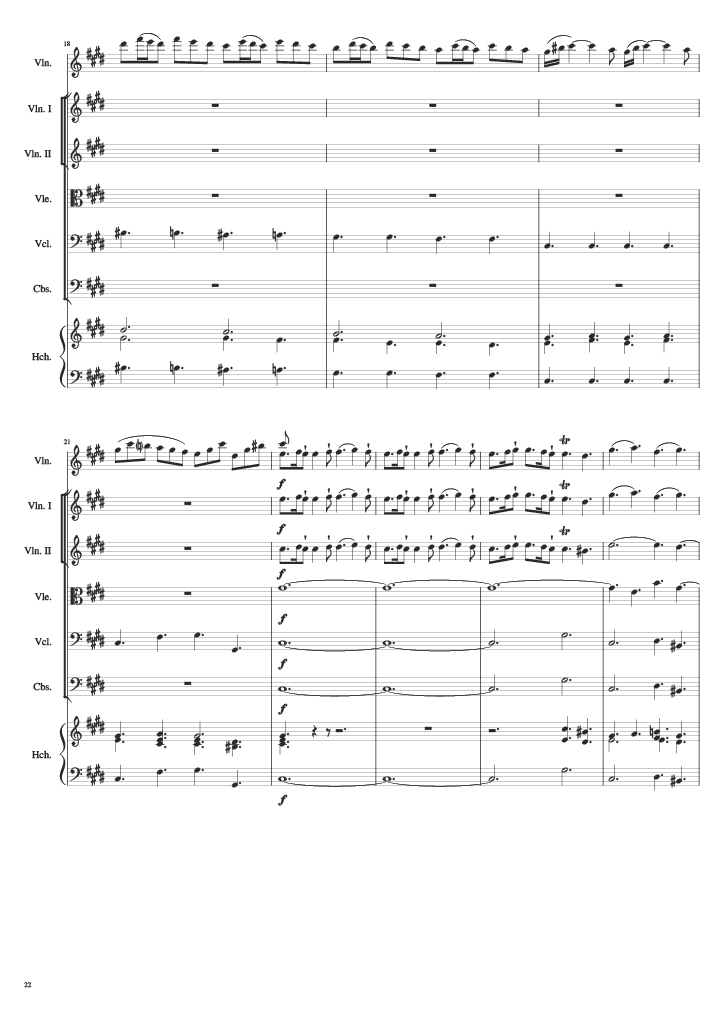 18
Vln.
Vln. I
Vln. II
Vle.
Vcl.
Cbs.
Hch.
21
Vln.
f
Vln. I
f
Vln. II
f
Vle.
f
Vcl.
f
Cbs.
f
Hch.
f
22